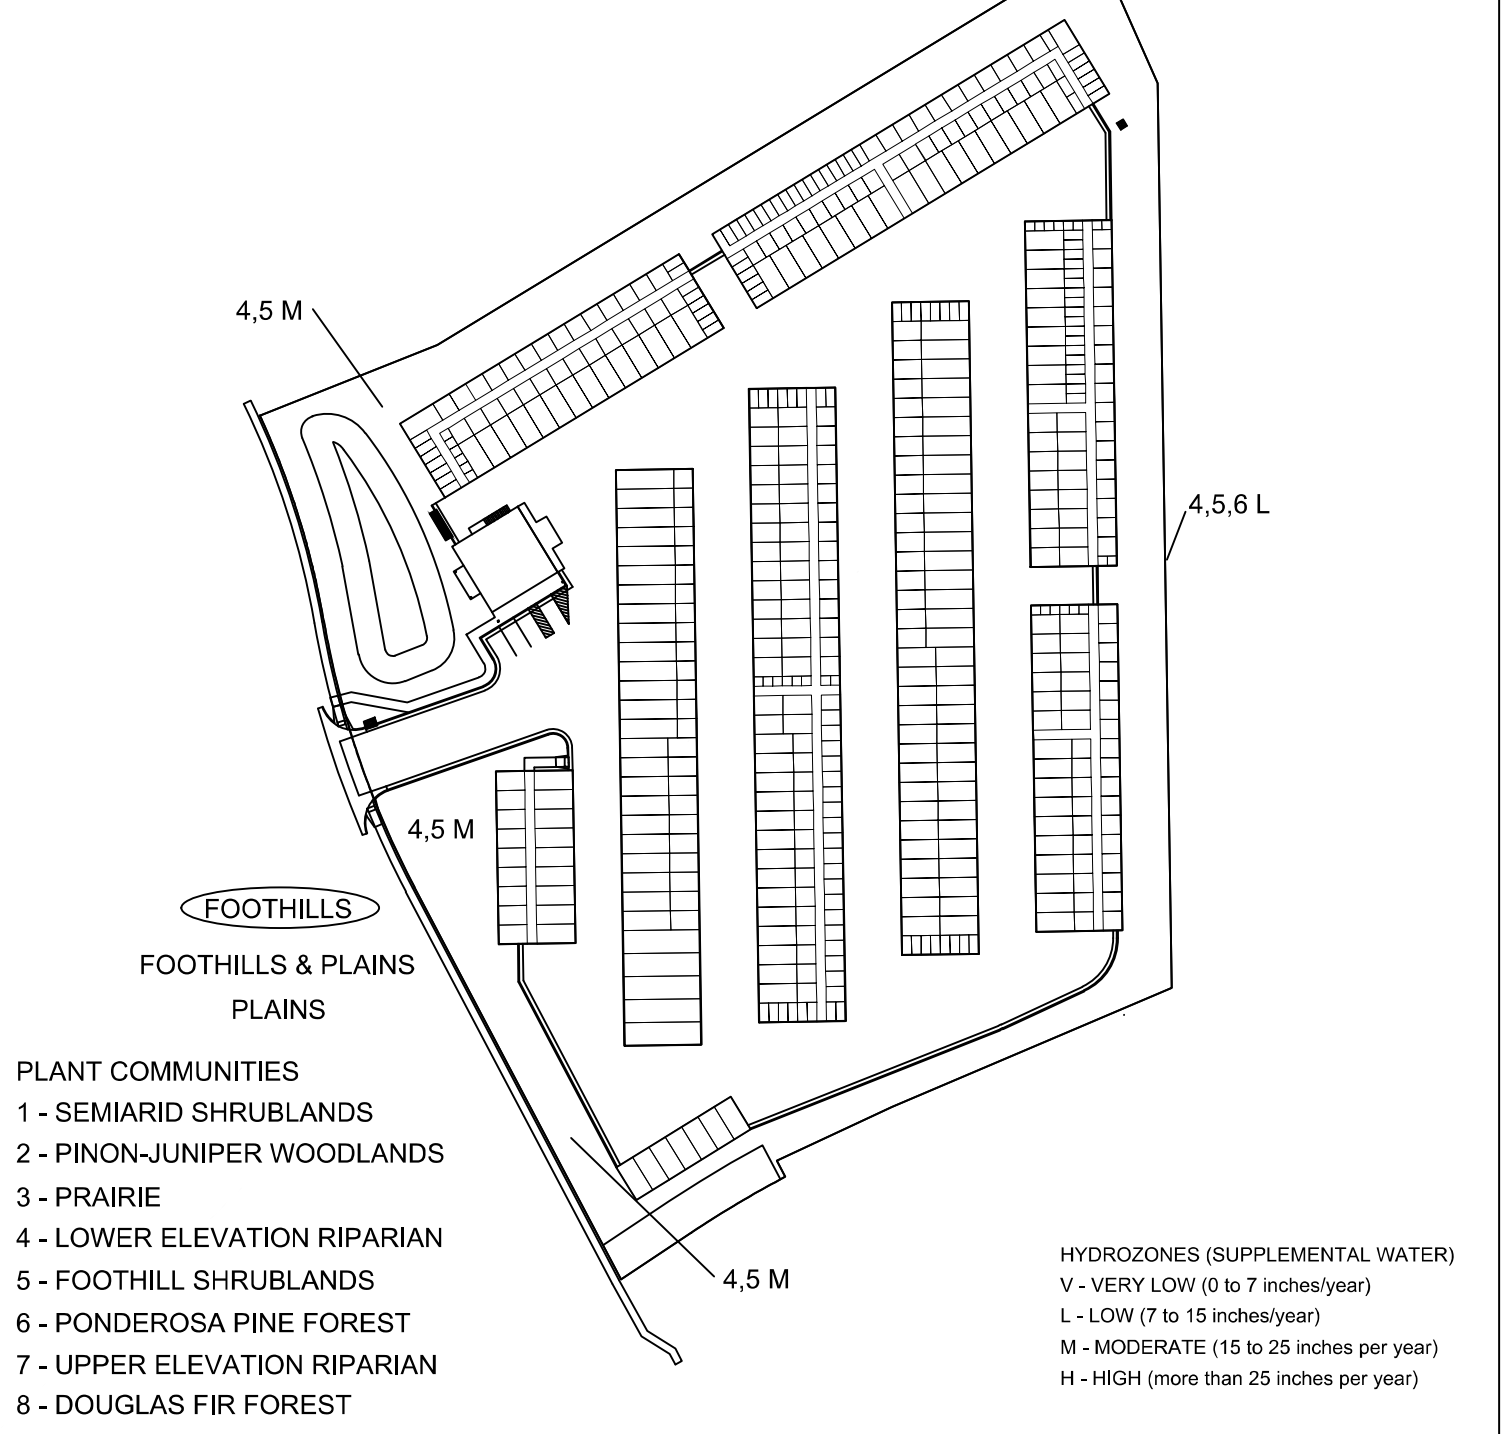 4,5 M
4,5,6 L
4,5 M
FOOTHILLS
FOOTHILLS & PLAINS
PLAINS
PLANT COMMUNITIES
1 - SEMIARID SHRUBLANDS
2 - PINON-JUNIPER WOODLANDS
3 - PRAIRIE
4 - LOWER ELEVATION RIPARIAN
5 - FOOTHILL SHRUBLANDS
6 - PONDEROSA PINE FOREST
7 - UPPER ELEVATION RIPARIAN
8 - DOUGLAS FIR FOREST
4,5 M
HYDROZONES (SUPPLEMENTAL WATER)
V - VERY LOW (0 to 7 inches/year)
L - LOW (7 to 15 inches/year)
M - MODERATE (15 to 25 inches per year)
H - HIGH (more than 25 inches per year)